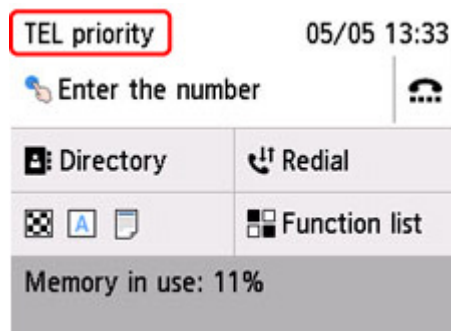 TEL priority 05/05 13:33
Enter the number
Directory Redial
A Function list
Memory in use: 11%